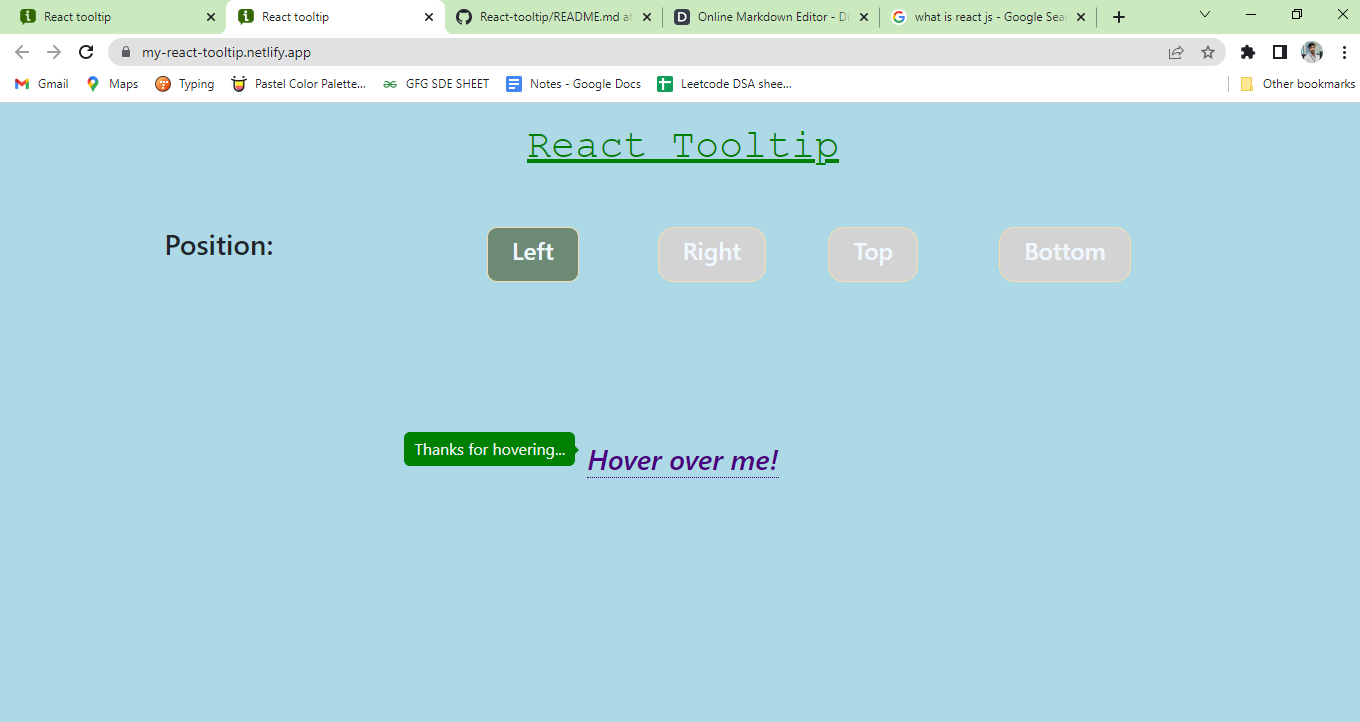 React tooltip
React tooltip
React-tooltip/README.md at
Online Markdown Editor - Di
what is react js - Google Sear
my-react-tooltip.netlify.app
Gmail
Maps
Typing
Pastel Color Palette...
GFG SDE SHEET
Notes - Google Docs
Leetcode DSA shee...
Other bookmarks
React Tooltip
Position:
Left
Right
Top
Bottom
Thanks for hovering...
Hover over me!